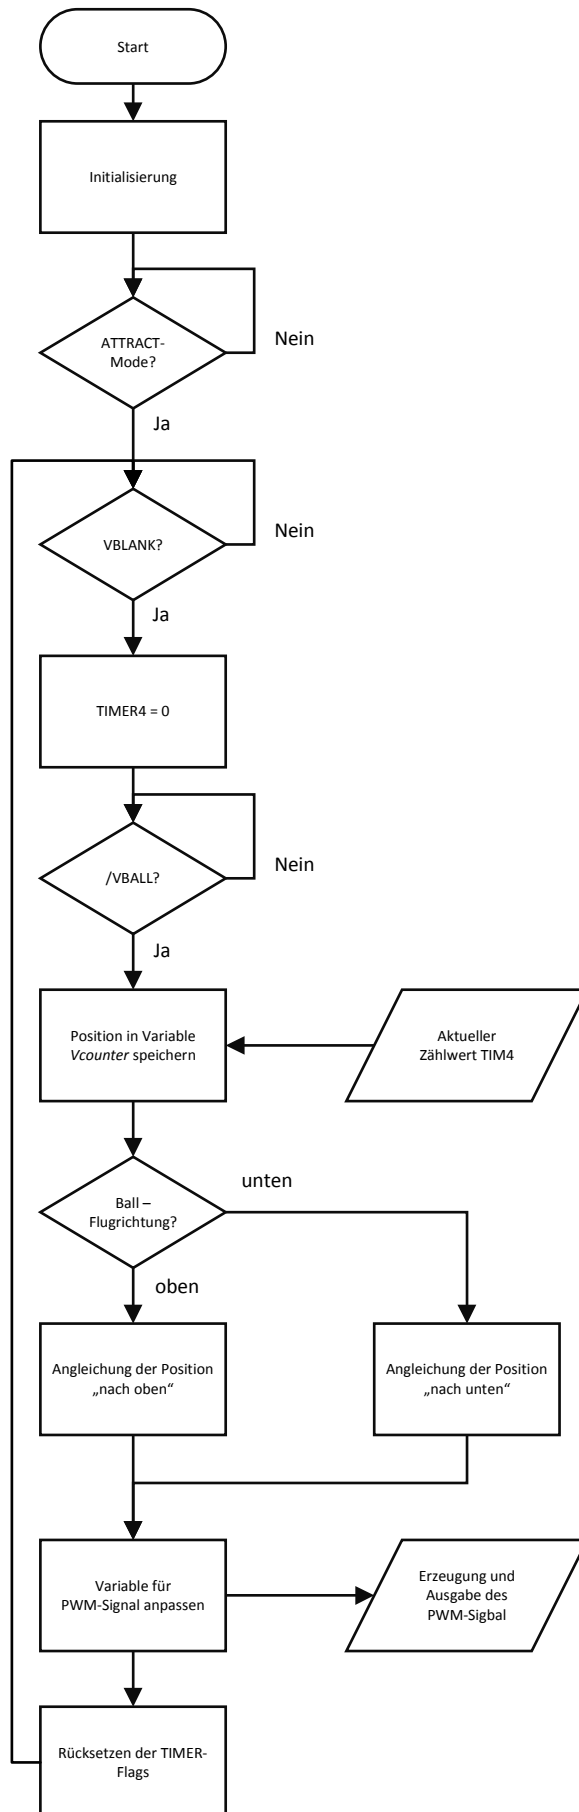 Start
Initialisierung
ATTRACT-
Mode?
Nein
Ja
VBLANK?
Nein
Ja
TIMER4 = 0
/VBALL?
Nein
Ja
Position in Variable
Vcounter speichern
Aktueller
Zählwert TIM4
Ball –
Flugrichtung?
unten
oben
Angleichung der Position
„nach oben“
Angleichung der Position
„nach unten“
Variable für
PWM-Signal anpassen
Erzeugung und
Ausgabe des
PWM-Sigbal
Rücksetzen der TIMER-
Flags